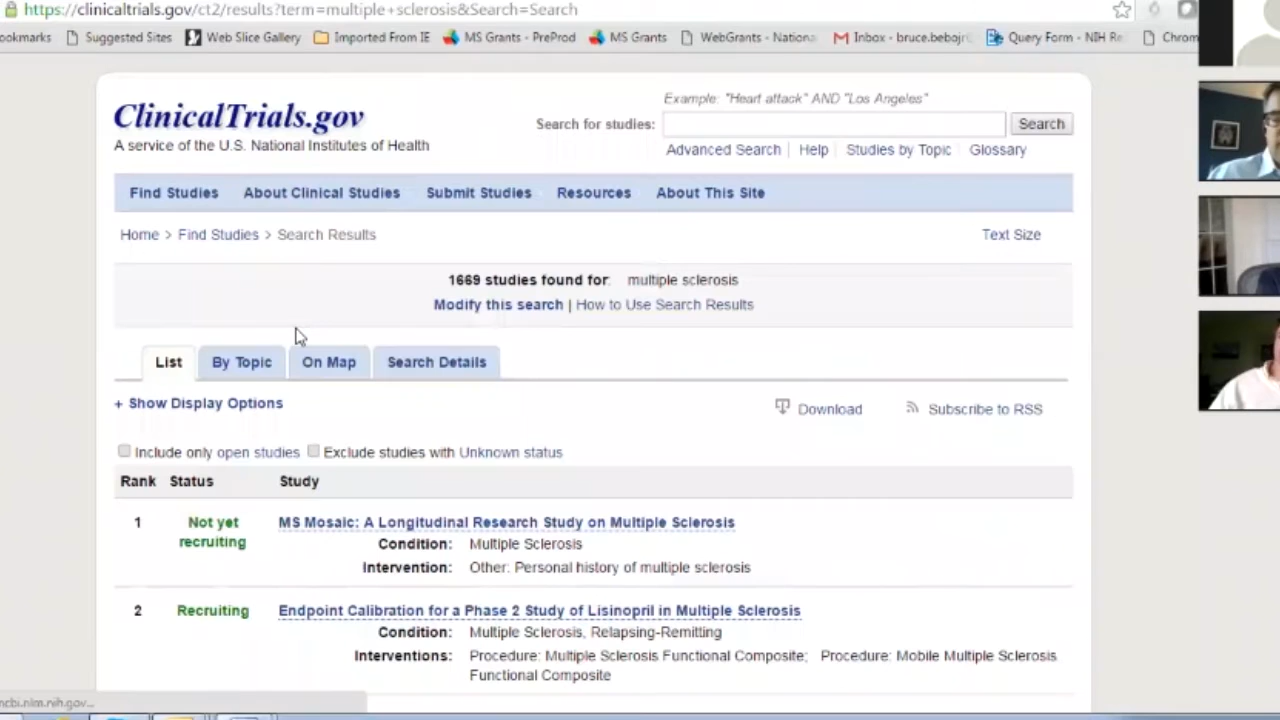 https://clinicaltrials.gov/ct2/results?term=multiple+sclerosis&Search=Search
ookmarks Suggested Sites Web Slice Gallery Imported From IE MS Grants - PreProd MS Grants WebGrants - Nationa Inbox - bruce.bebojr Query Form - NIH Re Chrom
Example: "Heart attack" AND "Los Angeles"
ClinicalTrials.gov
Search for studies: Search
A service of the U.S. National Institutes of Health
Advanced Search Help Studies by Topic Glossary
Find Studies About Clinical Studies Submit Studies Resources About This Site
Home > Find Studies > Search Results Text Size
1669 studies found for: multiple sclerosis
Modify this search | How to Use Search Results
List By Topic On Map Search Details
+ Show Display Options Download Subscribe to RSS
Include only open studies Exclude studies with Unknown status
Rank Status Study
1 Not yet recruiting MS Mosaic: A Longitudinal Research Study on Multiple Sclerosis
Condition: Multiple Sclerosis
Intervention: Other: Personal history of multiple sclerosis
2 Recruiting Endpoint Calibration for a Phase 2 Study of Lisinopril in Multiple Sclerosis
Condition: Multiple Sclerosis, Relapsing-Remitting
Interventions: Procedure: Multiple Sclerosis Functional Composite; Procedure: Mobile Multiple Sclerosis
Functional Composite
ncbi.nlm.nih.gov...